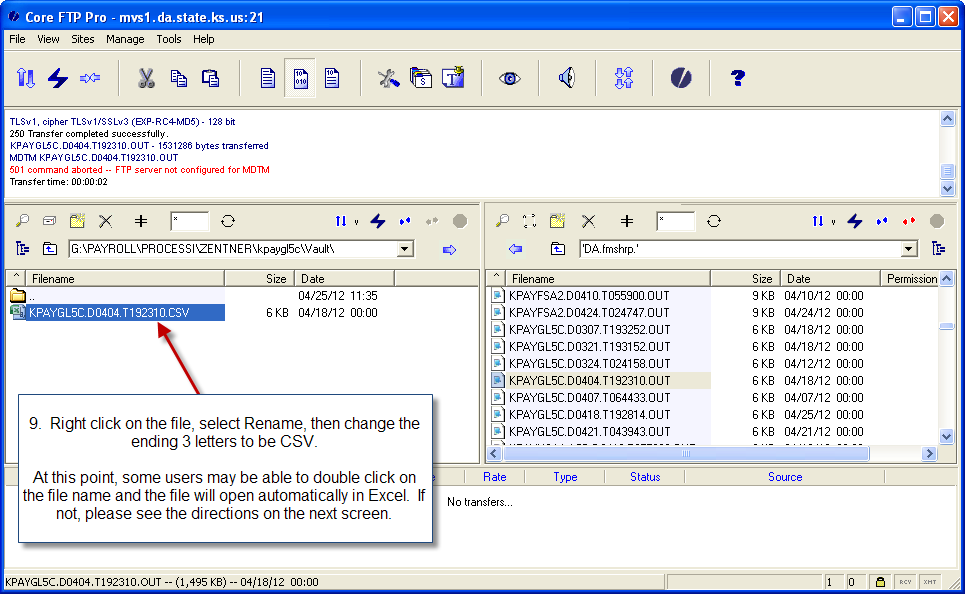 Core FTP Pro - mvs1.da.state.ks.us:21
File View Sites Manage Tools Help
TLSv1, cipher TLSv1/SSLv3 (EXP-RC4-MD5) - 128 bit
250 Transfer completed successfully.
KPAYGL5C.D0404.T192310.OUT - 1531286 bytes transferred
MDTM KPAYGL5C.D0404.T192310.OUT
501 command aborted -- FTP server not configured for MDTM
Transfer time: 00:00:02
G:\PAYROLL\PROCESSI\ZENTNER\kpaygl5c\Vault\
^ Filename Size Date
.. 04/25/12 11:35
KPAYGL5C.D0404.T192310.CSV 6 KB 04/18/12 00:00
'DA.fmshrp.'
^ Filename Size Date Permission
KPAYFSA2.D0410.T055900.OUT 9 KB 04/10/12 00:00
KPAYFSA2.D0424.T024747.OUT 9 KB 04/24/12 00:00
KPAYGL5C.D0307.T193252.OUT 6 KB 04/18/12 00:00
KPAYGL5C.D0321.T193152.OUT 6 KB 04/18/12 00:00
KPAYGL5C.D0324.T024158.OUT 6 KB 04/12/12 00:00
KPAYGL5C.D0404.T192310.OUT 6 KB 04/18/12 00:00
KPAYGL5C.D0407.T064433.OUT 6 KB 04/07/12 00:00
KPAYGL5C.D0418.T192814.OUT 6 KB 04/25/12 00:00
KPAYGL5C.D0421.T043943.OUT 6 KB 04/21/12 00:00
9. Right click on the file, select Rename, then change the
ending 3 letters to be CSV.
At this point, some users may be able to double click on
the file name and the file will open automatically in Excel. If
not, please see the directions on the next screen.
Rate Type Status Source
No transfers...
KPAYGL5C.D0404.T192310.OUT -- (1,495 KB) -- 04/18/12 00:00
1 0 RCV XMT